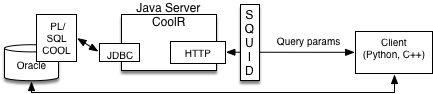 Java Server
CoolR
PL/
SQL
COOL
Oracle
JDBC
HTTP
S
Q
U
I
D
Query params
Client
(Python, C++)